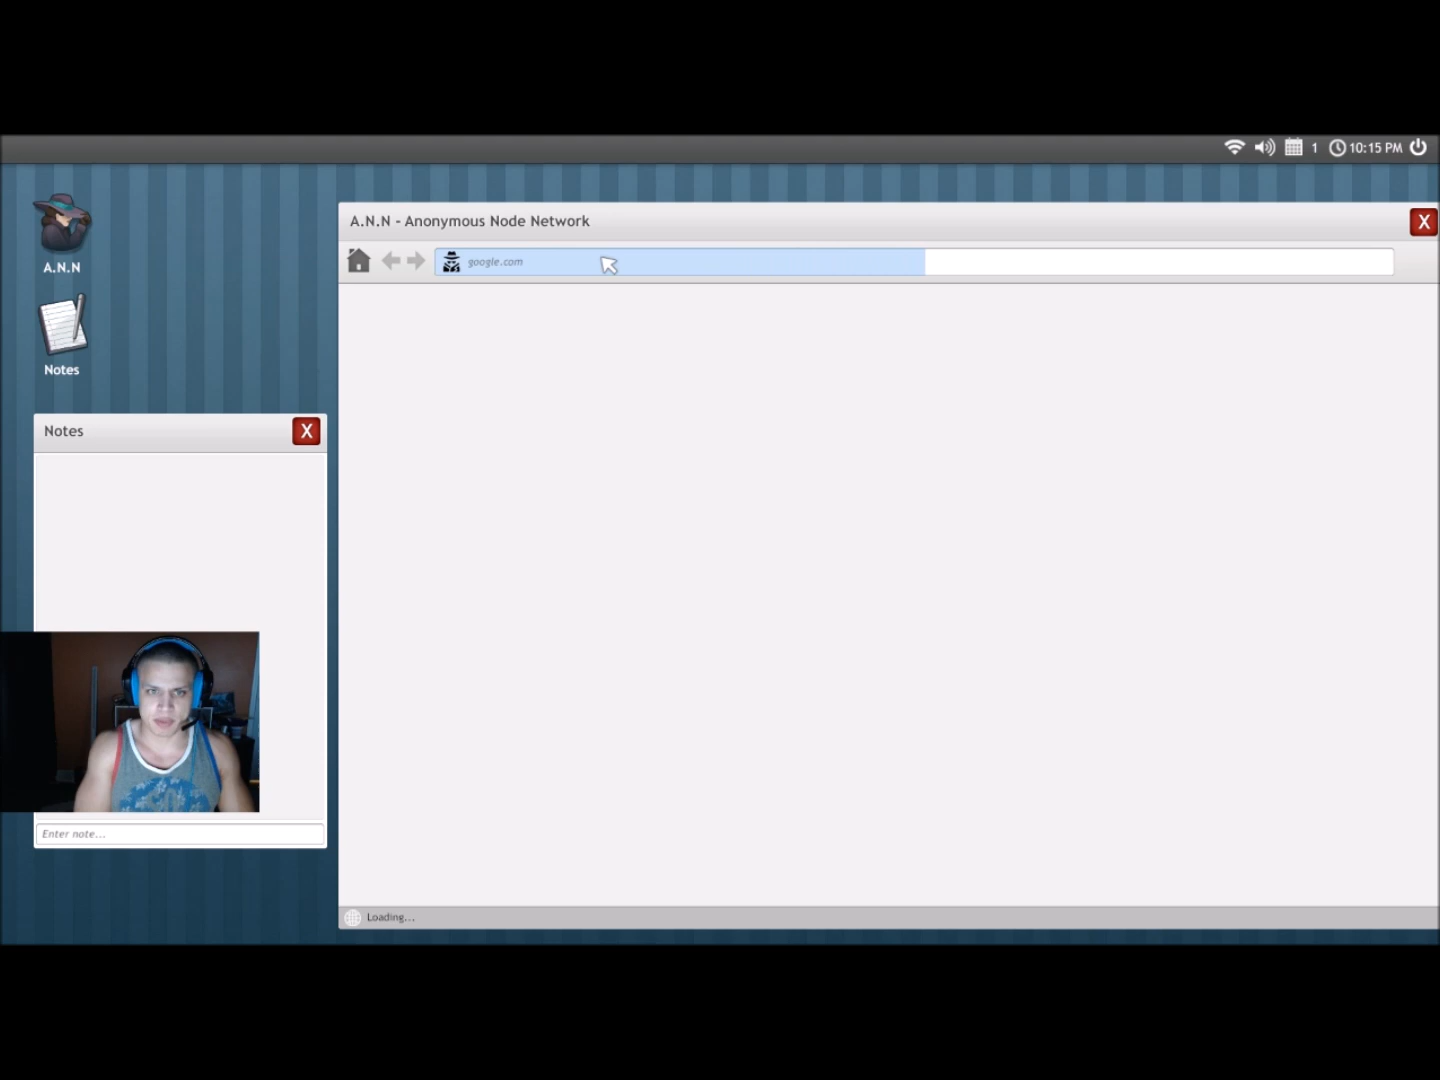 1 10:15 PM
A.N.N
Notes
A.N.N - Anonymous Node Network
X
google.com
Notes
X
Enter note...
Loading...